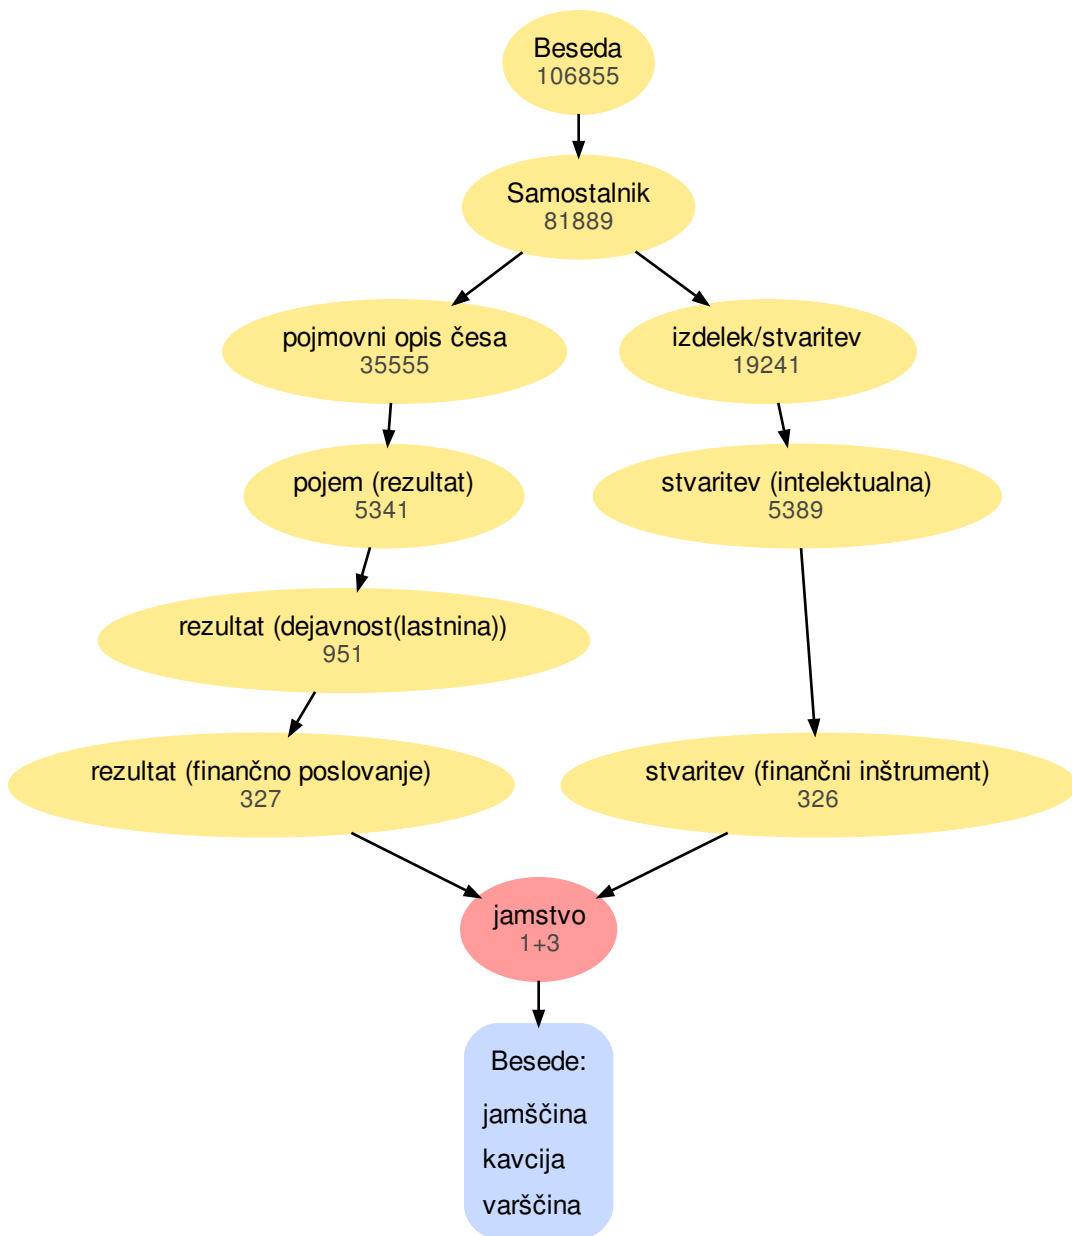 Beseda
106855
Samostalnik
81889
pojmovni opis česa
35555
izdelek/stvaritev
19241
pojem (rezultat)
5341
stvaritev (intelektualna)
5389
rezultat (dejavnost(lastnina))
951
rezultat (finančno poslovanje)
327
stvaritev (finančni inštrument)
326
jamstvo
1+3
Besede:
jamščina
kavcija
varščina